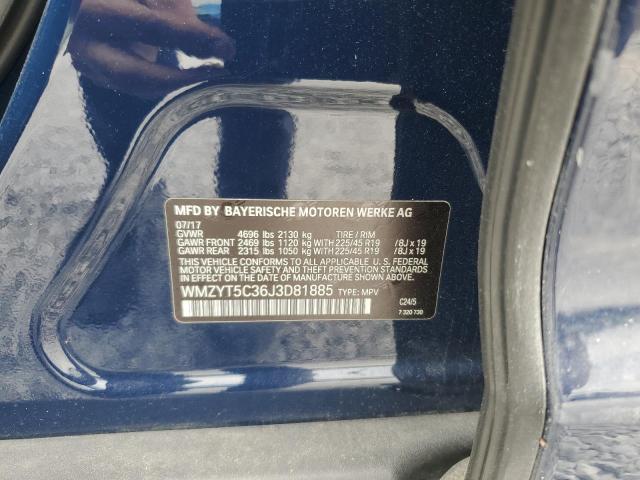 MFD BY BAYERISCHE MOTOREN WERKE AG
07/17
GVWR 4696 lbs 2130 kg TIRE / RIM
GAWR FRONT 2469 lbs 1120 kg WITH 225/45 R19 /8J x 19
GAWR REAR 2315 lbs 1050 kg WITH 225/45 R19 /8J x 19
THIS VEHICLE CONFORMS TO ALL APPLICABLE U.S. FEDERAL
MOTOR VEHICLE SAFETY, BUMPER, AND THEFT PREVENTION
STANDARDS IN EFFECT ON THE DATE OF MANUFACTURE SHOWN ABOVE.
WMZYT5C36J3D81885 TYPE: MPV
C24/5
7 320 730